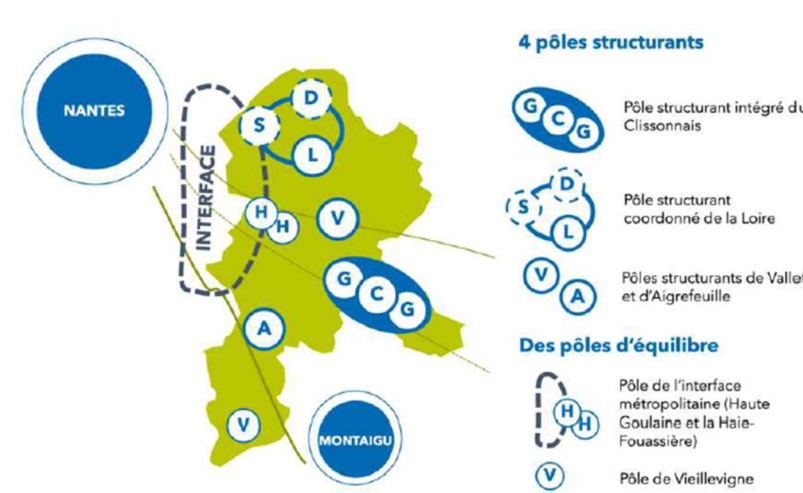 NANTES
INTERFACE
D
S
L
H
H
V
G
C
G
A
V
MONTAIGU
4 pôles structurants
G
C
G
Pôle structurant intégré du
Clissonnais
D
S
L
Pôle structurant
coordonné de la Loire
V
A
Pôles structurants de Vallet
et d'Aigrefeuille
Des pôles d'équilibre
H
H
Pôle de l'interface
métropolitaine (Haute
Goulaine et la Haie-
Fouassière)
V
Pôle de Vieillevigne